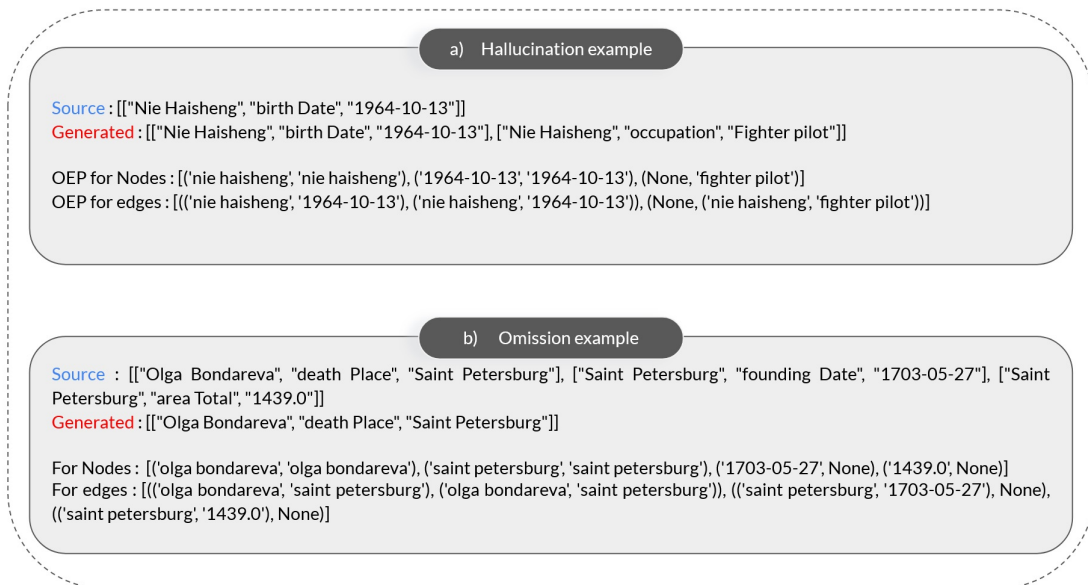 a) Hallucination example
Source : [["Nie Haisheng", "birth Date", "1964-10-13"]]
Generated : [["Nie Haisheng", "birth Date", "1964-10-13"], ["Nie Haisheng", "occupation", "Fighter pilot"]]
OEP for Nodes : [('nie haisheng', 'nie haisheng'), ('1964-10-13', '1964-10-13'), (None, 'fighter pilot')]
OEP for edges : [(('nie haisheng', '1964-10-13'), ('nie haisheng', '1964-10-13')), (None, ('nie haisheng', 'fighter pilot'))]
b) Omission example
Source : [["Olga Bondareva", "death Place", "Saint Petersburg"], ["Saint Petersburg", "founding Date", "1703-05-27"], ["Saint
Petersburg", "area Total", "1439.0"]]
Generated : [["Olga Bondareva", "death Place", "Saint Petersburg"]]
For Nodes : [('olga bondareva', 'olga bondareva'), ('saint petersburg', 'saint petersburg'), ('1703-05-27', None), ('1439.0', None)]
For edges : [(('olga bondareva', 'saint petersburg'), ('olga bondareva', 'saint petersburg')), (('saint petersburg', '1703-05-27'), None),
(('saint petersburg', '1439.0'), None)]